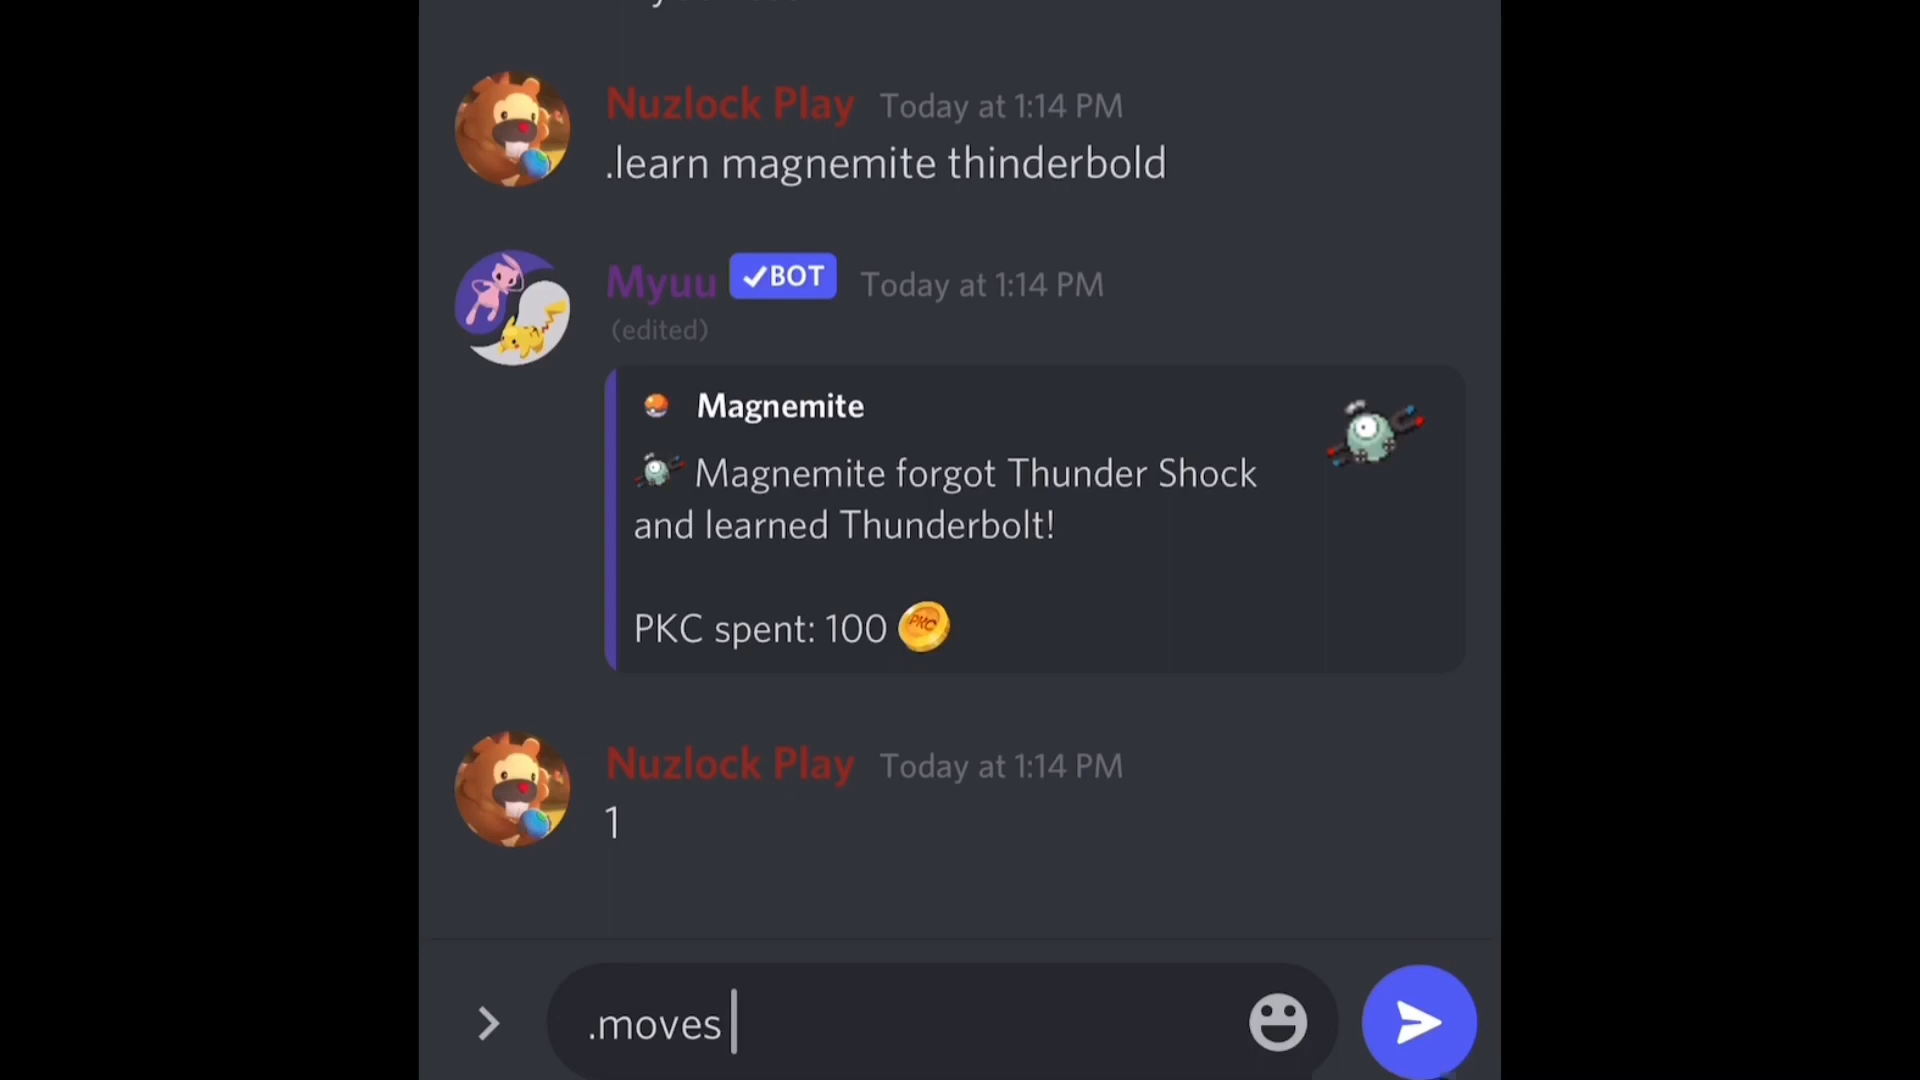 Nuzlock Play Today at 1:14 PM
.learn magnemite thinderbold
Myuu ✓BOT Today at 1:14 PM
(edited)
Magnemite
Magnemite forgot Thunder Shock
and learned Thunderbolt!
PKC spent: 100 PKC
Nuzlock Play Today at 1:14 PM
1
.moves